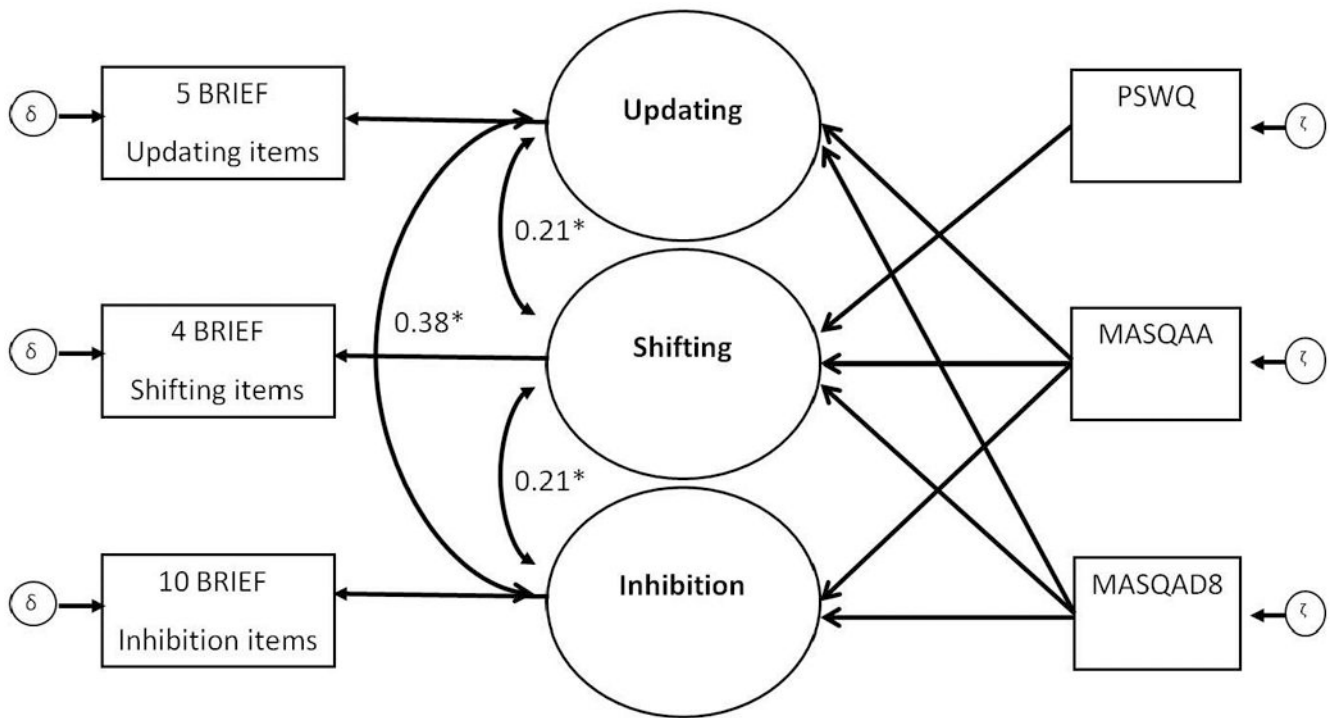 5 BRIEF
Updating items
δ
Updating
PSWQ
ζ
0.21*
4 BRIEF
Shifting items
δ
0.38*
Shifting
MASQAA
ζ
0.21*
10 BRIEF
Inhibition items
δ
Inhibition
MASQAD8
ζ